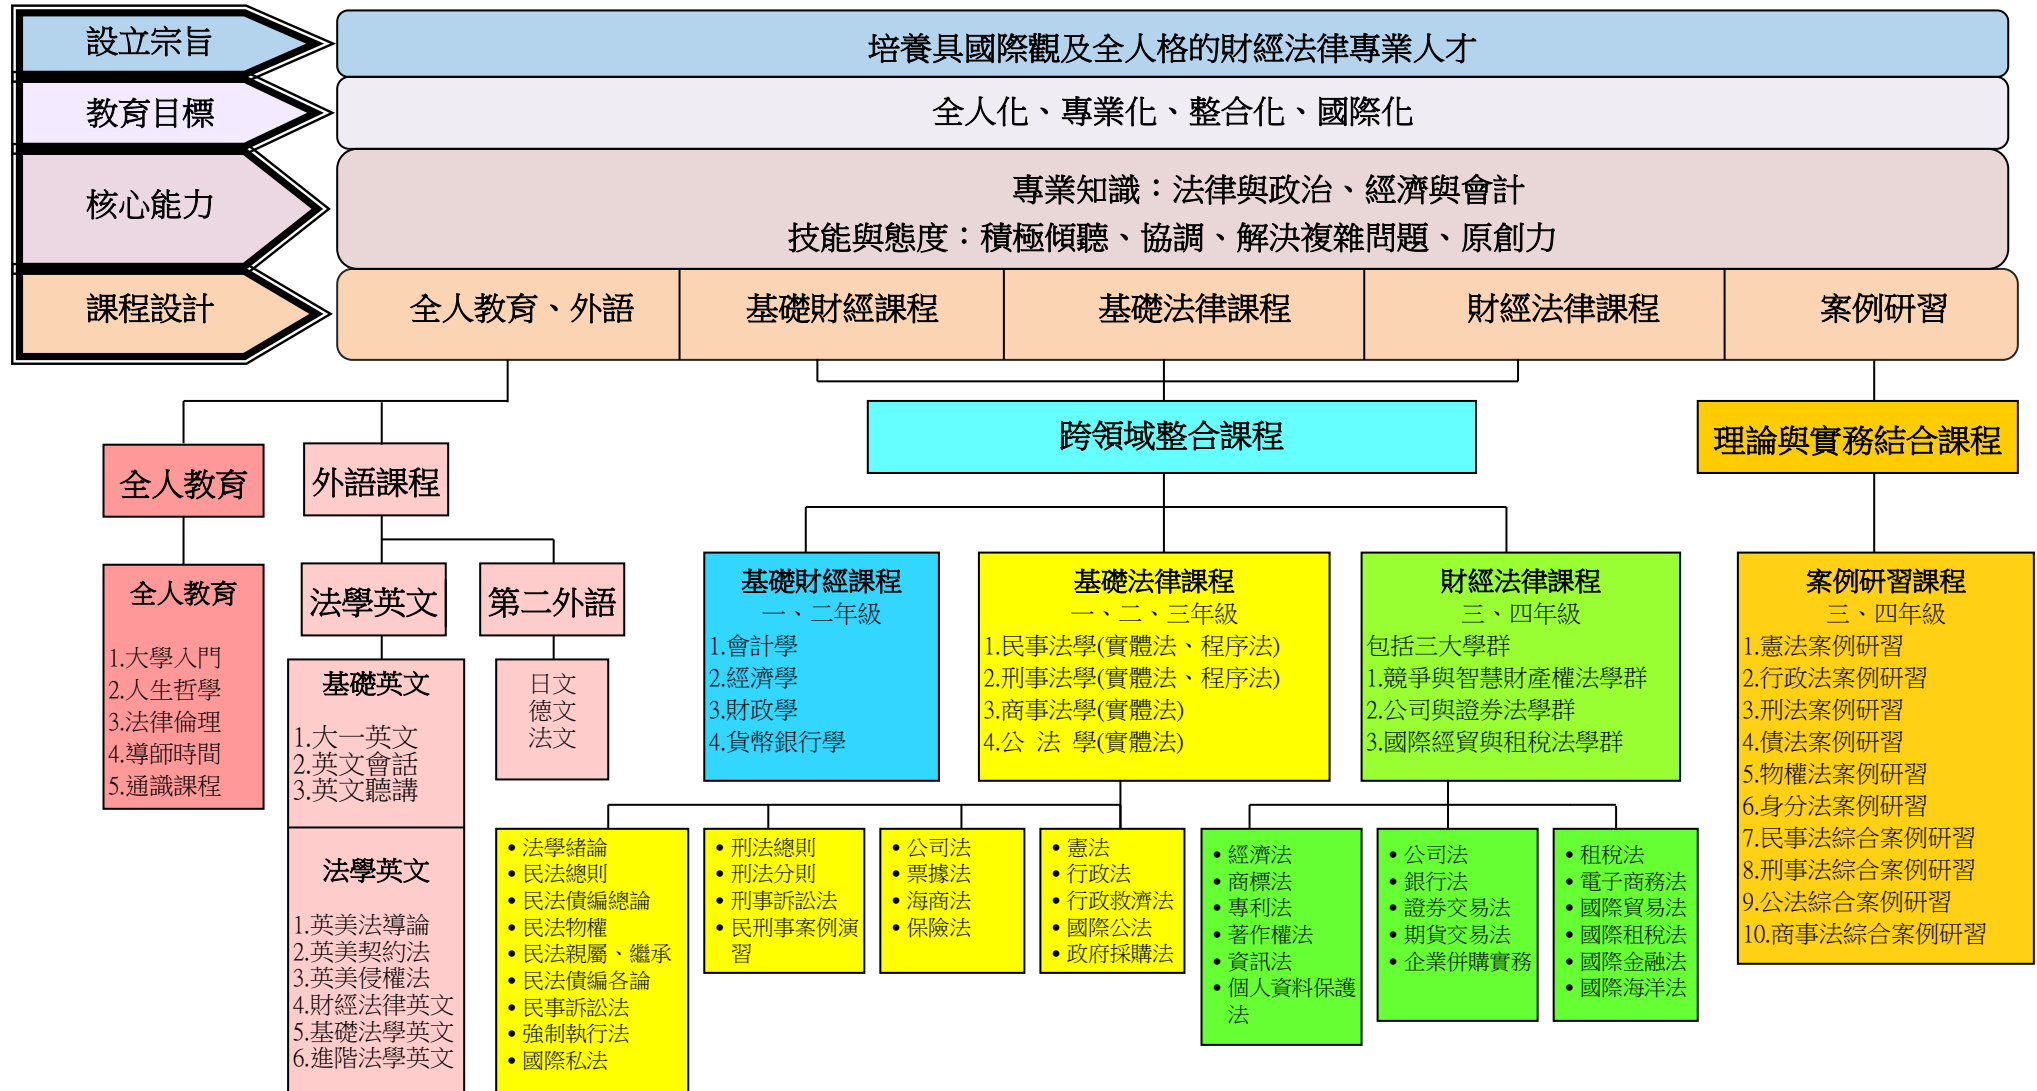 設立宗旨
培養具國際觀及全人格的財經法律專業人才
教育目標
全人化、專業化、整合化、國際化
核心能力
專業知識：法律與政治、經濟與會計
技能與態度：積極傾聽、協調、解決複雜問題、原創力
課程設計
全人教育、外語
基礎財經課程
基礎法律課程
財經法律課程
案例研習
全人教育
外語課程
跨領域整合課程
理論與實務結合課程
全人教育
1.大學入門
2.人生哲學
3.法律倫理
4.導師時間
5.通識課程
法學英文
第二外語
基礎英文
1.大一英文
2.英文會話
3.英文聽講
法學英文
1.英美法導論
2.英美契約法
3.英美侵權法
4.財經法律英文
5.基礎法學英文
6.進階法學英文
日文
德文
法文
基礎財經課程
一、二年級
1.會計學
2.經濟學
3.財政學
4.貨幣銀行學
基礎法律課程
一、二、三年級
1.民事法學(實體法、程序法)
2.刑事法學(實體法、程序法)
3.商事法學(實體法)
4.公 法 學(實體法)
財經法律課程
三、四年級
包括三大學群
1.競爭與智慧財產權法學群
2.公司與證券法學群
3.國際經貿與租稅法學群
案例研習課程
三、四年級
1.憲法案例研習
2.行政法案例研習
3.刑法案例研習
4.債法案例研習
5.物權法案例研習
6.身分法案例研習
7.民事法綜合案例研習
8.刑事法綜合案例研習
9.公法綜合案例研習
10.商事法綜合案例研習
• 法學緒論
• 民法總則
• 民法債編總論
• 民法物權
• 民法親屬、繼承
• 民法債編各論
• 民事訴訟法
• 強制執行法
• 國際私法
• 刑法總則
• 刑法分則
• 刑事訴訟法
• 民刑事案例演
習
• 公司法
• 票據法
• 海商法
• 保險法
• 憲法
• 行政法
• 行政救濟法
• 國際公法
• 政府採購法
• 經濟法
• 商標法
• 專利法
• 著作權法
• 資訊法
• 個人資料保護
法
• 公司法
• 銀行法
• 證券交易法
• 期貨交易法
• 企業併購實務
• 租稅法
• 電子商務法
• 國際貿易法
• 國際租稅法
• 國際金融法
• 國際海洋法